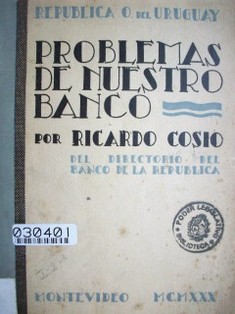 REPUBLICA O. DEL URUGUAY
PROBLEMAS
DE NUESTRO
BANCO
POR RICARDO COSIO
DEL DIRECTORIO DEL
BANCO DE LA REPUBLICA
030401
PODER LEGISLATIVO
BIBLIOTECA
MONTEVIDEO MCMXXX